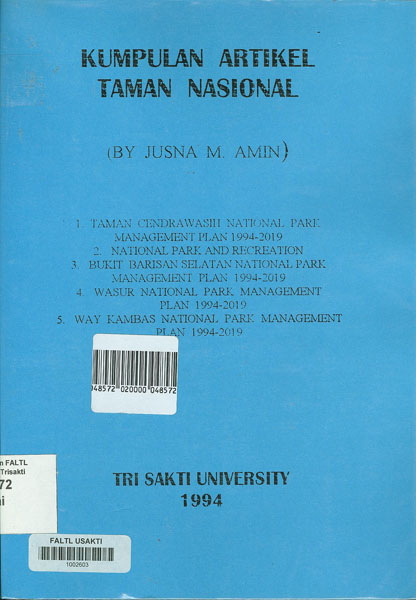 KUMPULAN ARTIKEL
TAMAN NASIONAL
(BY JUSNA M. AMIN)
1. TAMAN CENDRAWASIH NATIONAL PARK
MANAGEMENT PLAN 1994-2019
2. NATIONAL PARK AND RECREATION
3. BUKIT BARISAN SELATAN NATIONAL PARK
MANAGEMENT PLAN 1994-2019
4. WASUR NATIONAL PARK MANAGEMENT
PLAN 1994-2019
5. WAY KAMBAS NATIONAL PARK MANAGEMENT
PLAN 1994-2019
048572 020000 048572
n FALTL
Trisakti
72
ni
TRI SAKTI UNIVERSITY
1994
FALTL USAKTI
1002603